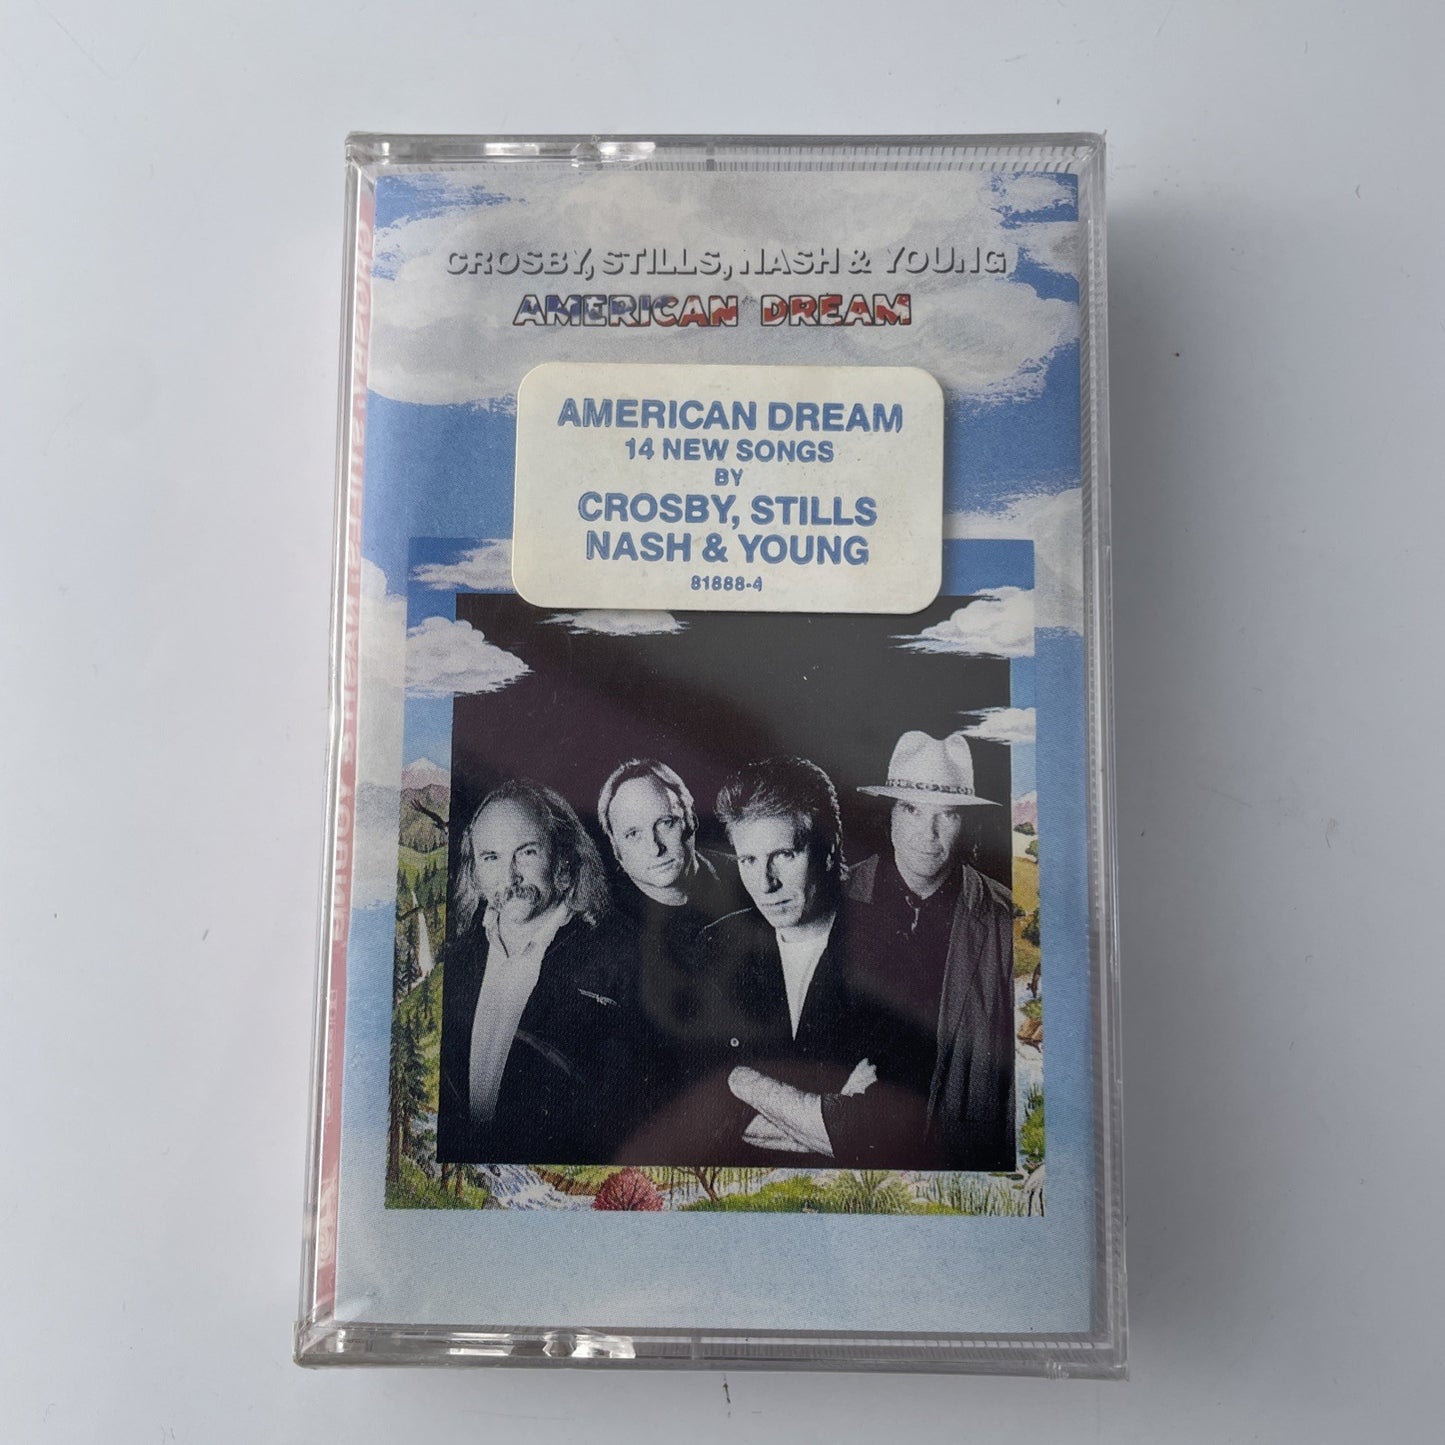 CROSBY, STILLS, NASH & YOUNG
AMERICAN DREAM
AMERICAN DREAM
14 NEW SONGS
BY
CROSBY, STILLS
NASH & YOUNG
81888-4